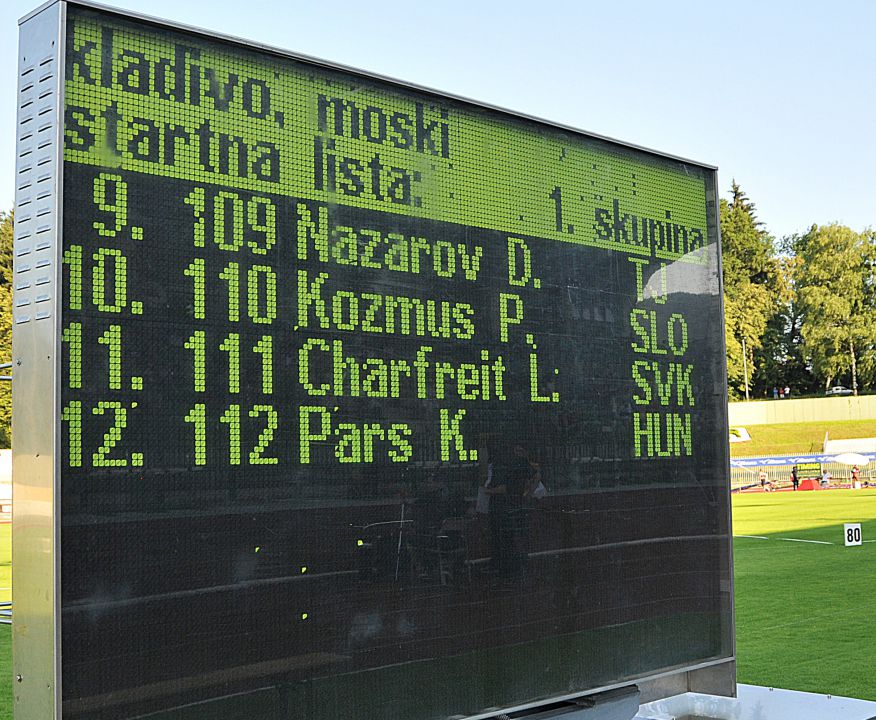 kladivo, moski
startna lista: 1. skupina
9. 109 Nazarov D. TJ
10. 110 Kozmus P. SLO
11. 111 Charfreit L. SVK
12. 112 Pars K. HUN
80